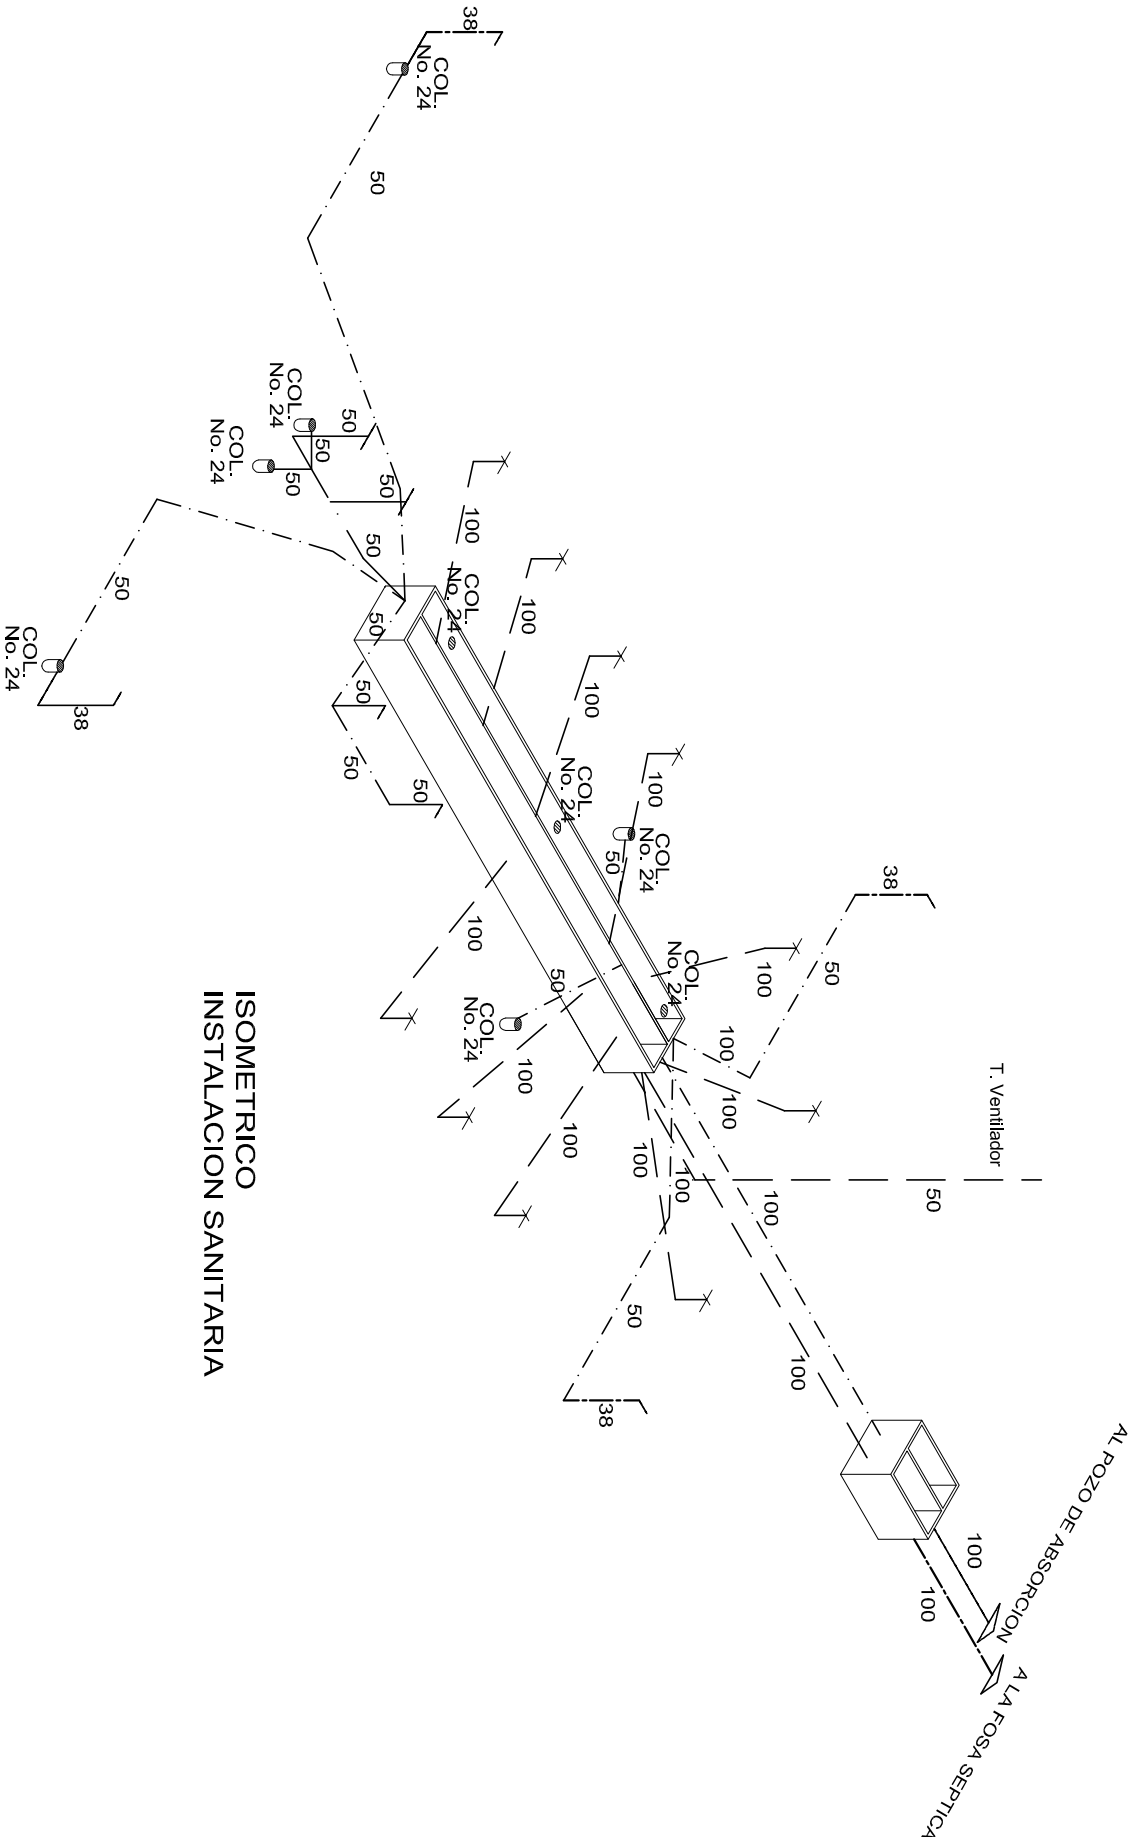 AL POZO DE ABSORCION
A LA FOSA SEPTICA
T. Ventilador
100
50
100
38
50
100
100
100
100
100
COL.
No. 24
100
COL.
No. 24
100
100
50
50
38
100
COL.
No. 24
100
50
100
100
COL.
No. 24
100
100
38
COL.
No. 24
COL.
No. 24
50
50
50
50
50
50
50
50
50
50
COL.
No. 24
COL.
No. 24
ISOMETRICO
INSTALACION SANITARIA
50
38
COL.
No. 24